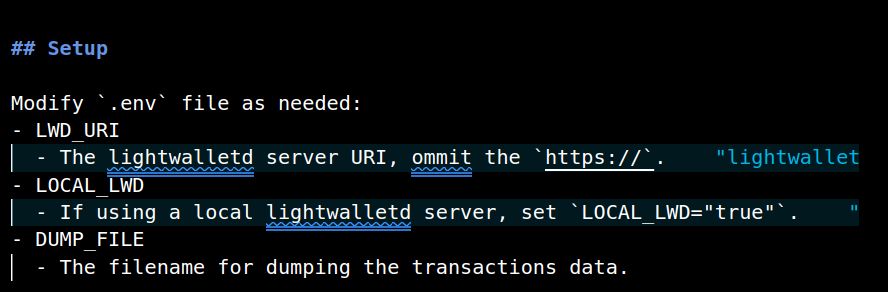 ## Setup
Modify `.env` file as needed:
- LWD_URI
- The lightwalletd server URI, ommit the `https://`. "lightwallet
- LOCAL_LWD
- If using a local lightwalletd server, set `LOCAL_LWD="true"`. "
- DUMP_FILE
- The filename for dumping the transactions data.